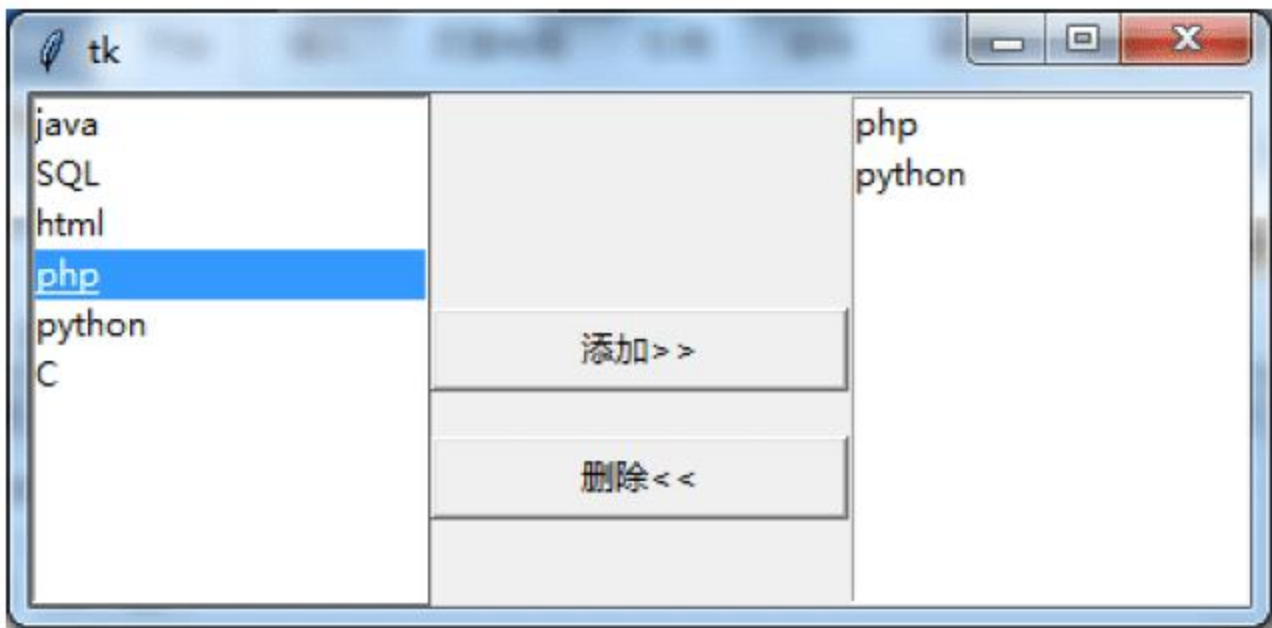 tk
java
SQL
html
php
python
C
添加>>
删除<<
php
python